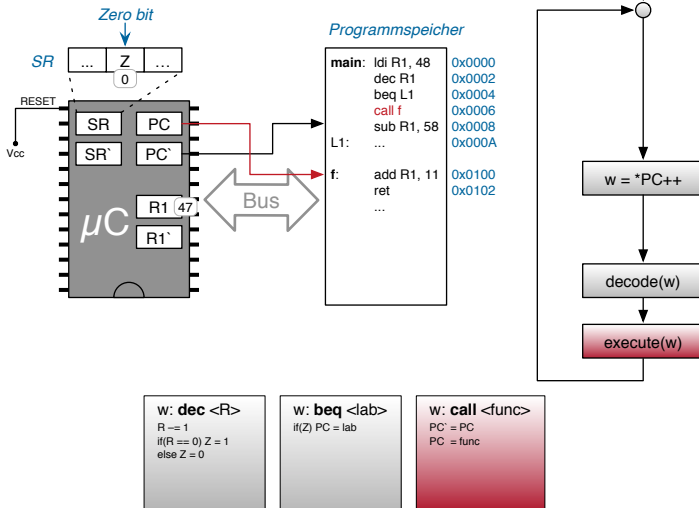 Zero bit
SR ... Z ...
0
RESET
Vcc
SR PC
SR` PC`
R1 47
R1`
µC
Bus
Programmspeicher
main: ldi R1, 48 0x0000
dec R1 0x0002
beq L1 0x0004
call f 0x0006
sub R1, 58 0x0008
L1: ... 0x000A
f: add R1, 11 0x0100
ret 0x0102
...
w = *PC++
decode(w)
execute(w)
w: dec <R>
R −= 1
if(R == 0) Z = 1
else Z = 0
w: beq <lab>
if(Z) PC = lab
w: call <func>
PC` = PC
PC = func